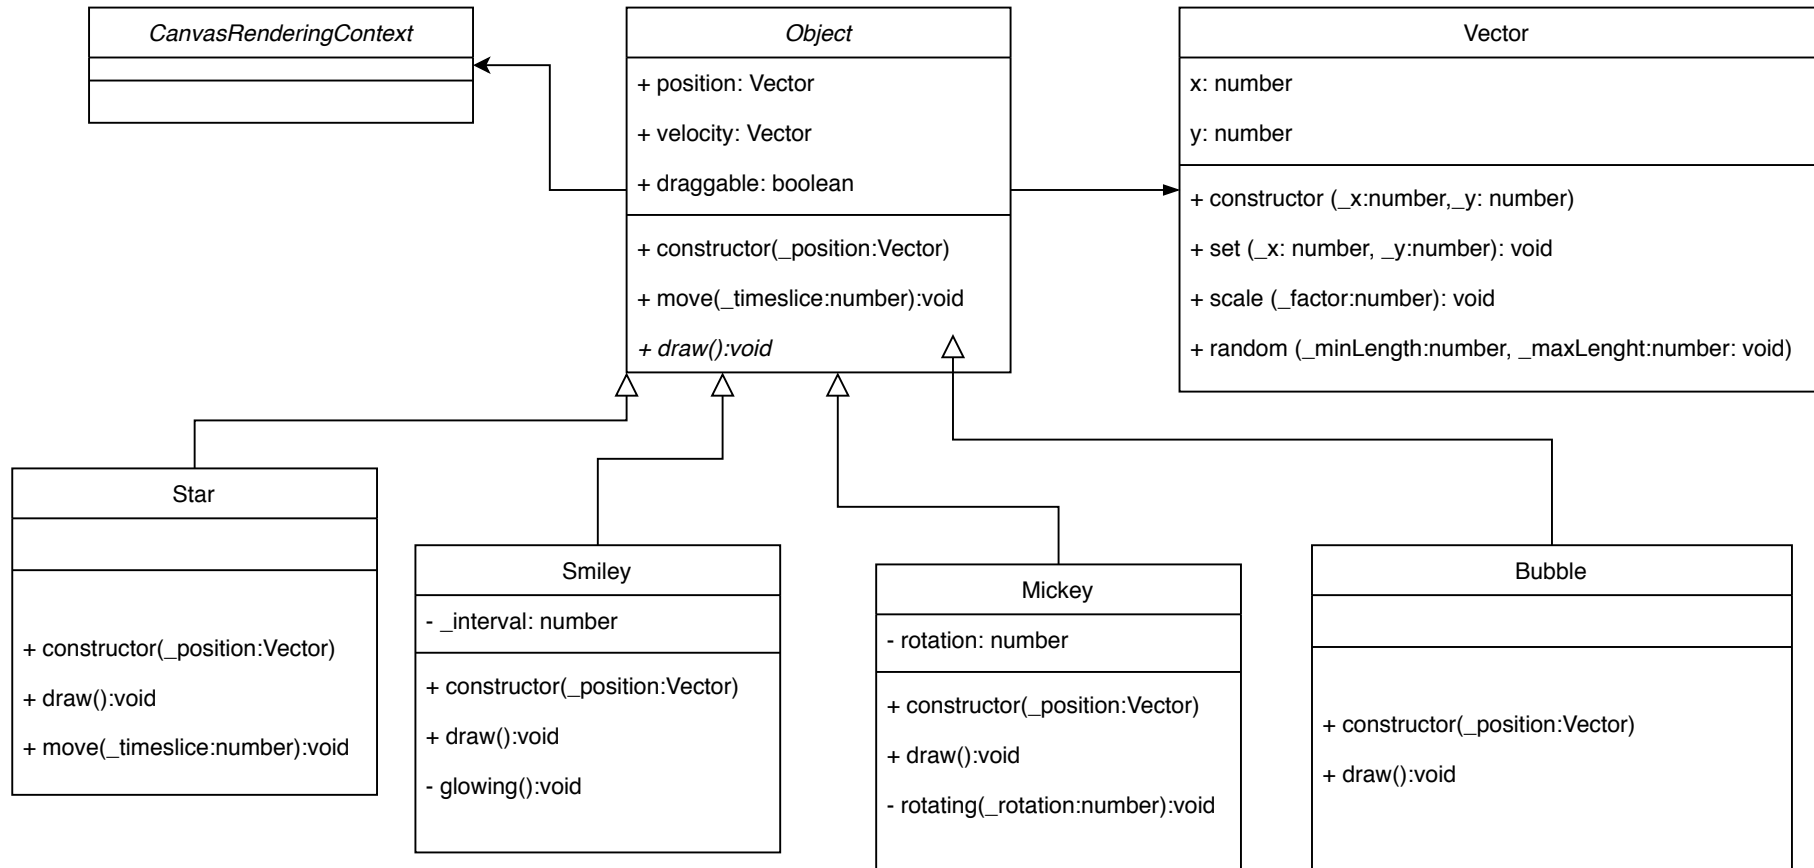 CanvasRenderingContext
Object
+ position: Vector
+ velocity: Vector
+ draggable: boolean
+ constructor(_position:Vector)
+ move(_timeslice:number):void
+ draw():void
Vector
x: number
y: number
+ constructor (_x:number,_y: number)
+ set (_x: number, _y:number): void
+ scale (_factor:number): void
+ random (_minLength:number, _maxLenght:number: void)
Star
+ constructor(_position:Vector)
+ draw():void
+ move(_timeslice:number):void
Smiley
- _interval: number
+ constructor(_position:Vector)
+ draw():void
- glowing():void
Mickey
- rotation: number
+ constructor(_position:Vector)
+ draw():void
- rotating(_rotation:number):void
Bubble
+ constructor(_position:Vector)
+ draw():void